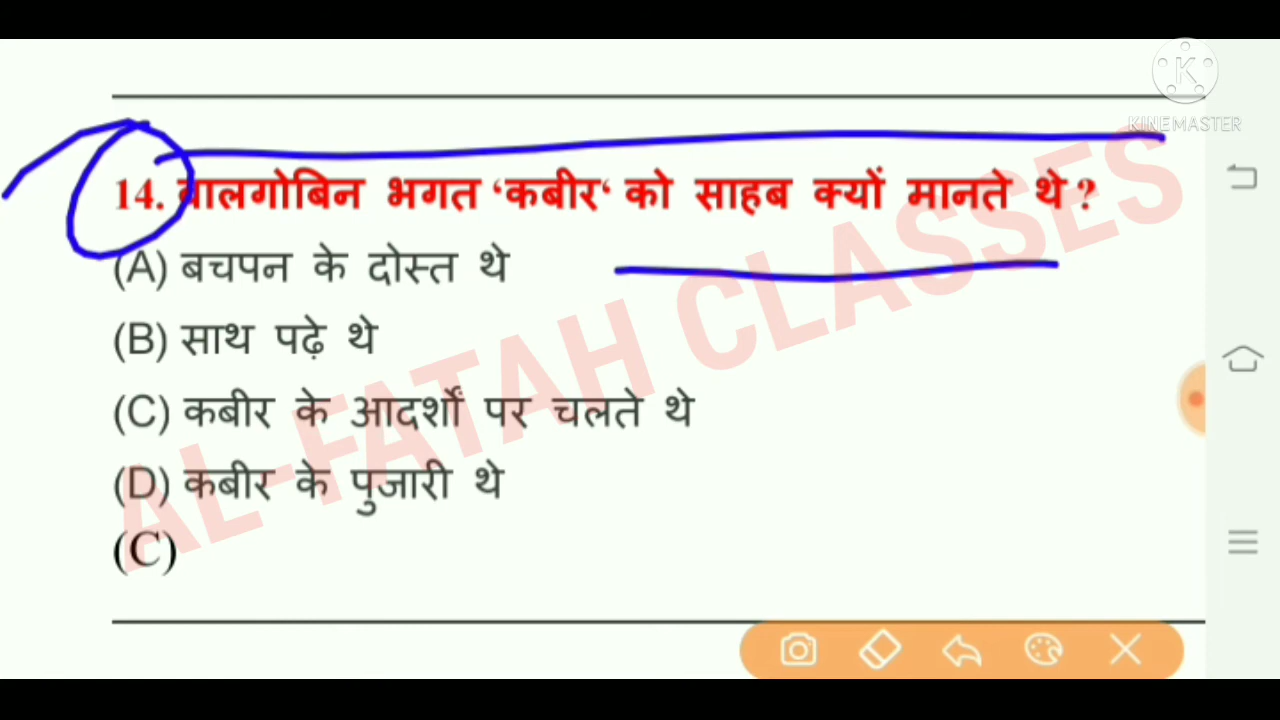 KINEMASTER
14. बालगोबिन भगत ‘कबीर‘ को साहब क्यों मानते थे ?
(A) बचपन के दोस्त थे
(B) साथ पढ़े थे
(C) कबीर के आदर्शों पर चलते थे
(D) कबीर के पुजारी थे
(C)
AL-FATAH CLASSES